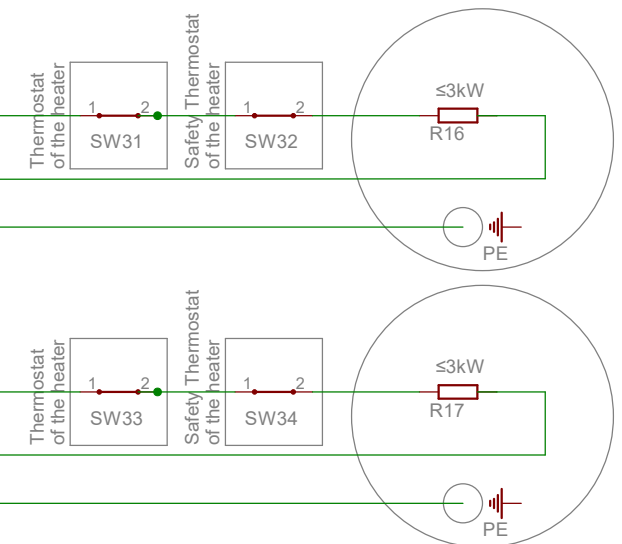 Thermostat
of the heater
1
2
SW31
Safety Thermostat
of the heater
1
2
SW32
≤3kW
R16
PE
Thermostat
of the heater
1
2
SW33
Safety Thermostat
of the heater
1
2
SW34
≤3kW
R17
PE